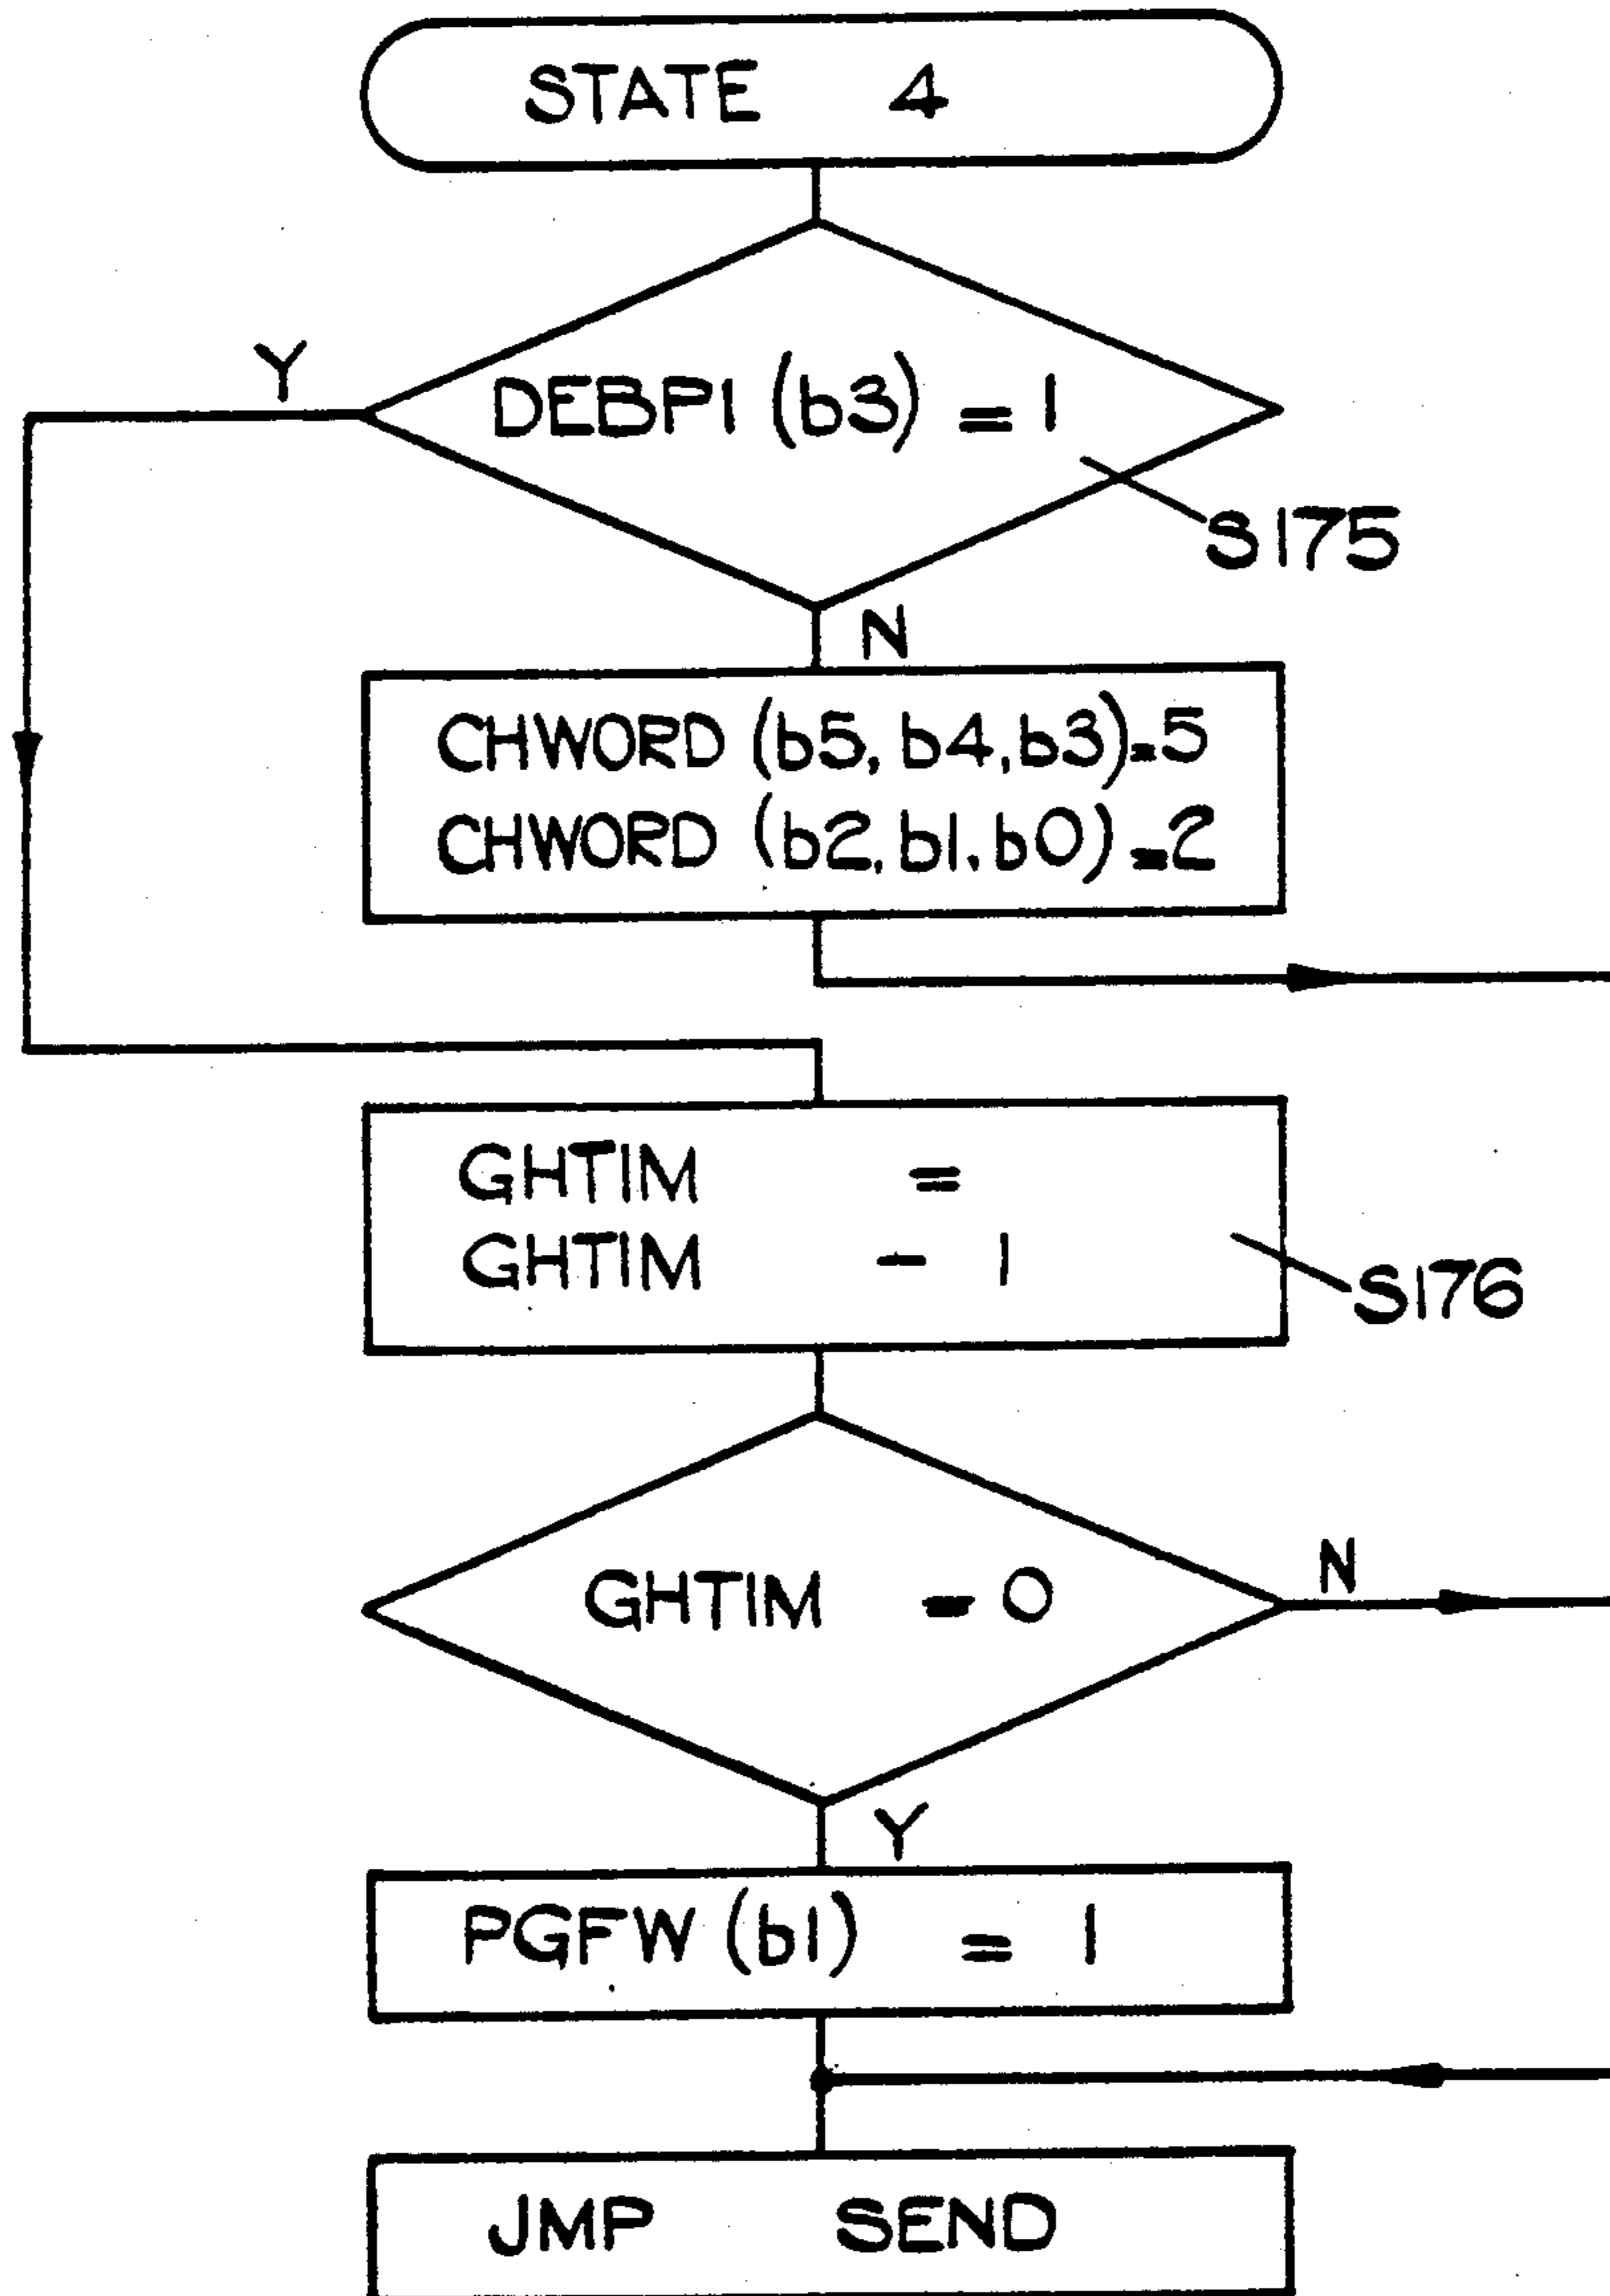 STATE 4
Y
DEBP1 (b3) = 1
S175
N
CHWORD (b5, b4, b3) = 5
CHWORD (b2, b1, b0) = 2
GHTIM =
GHTIM - 1
S176
GHTIM = 0
N
Y
PGFW (b1) = 1
JMP SEND